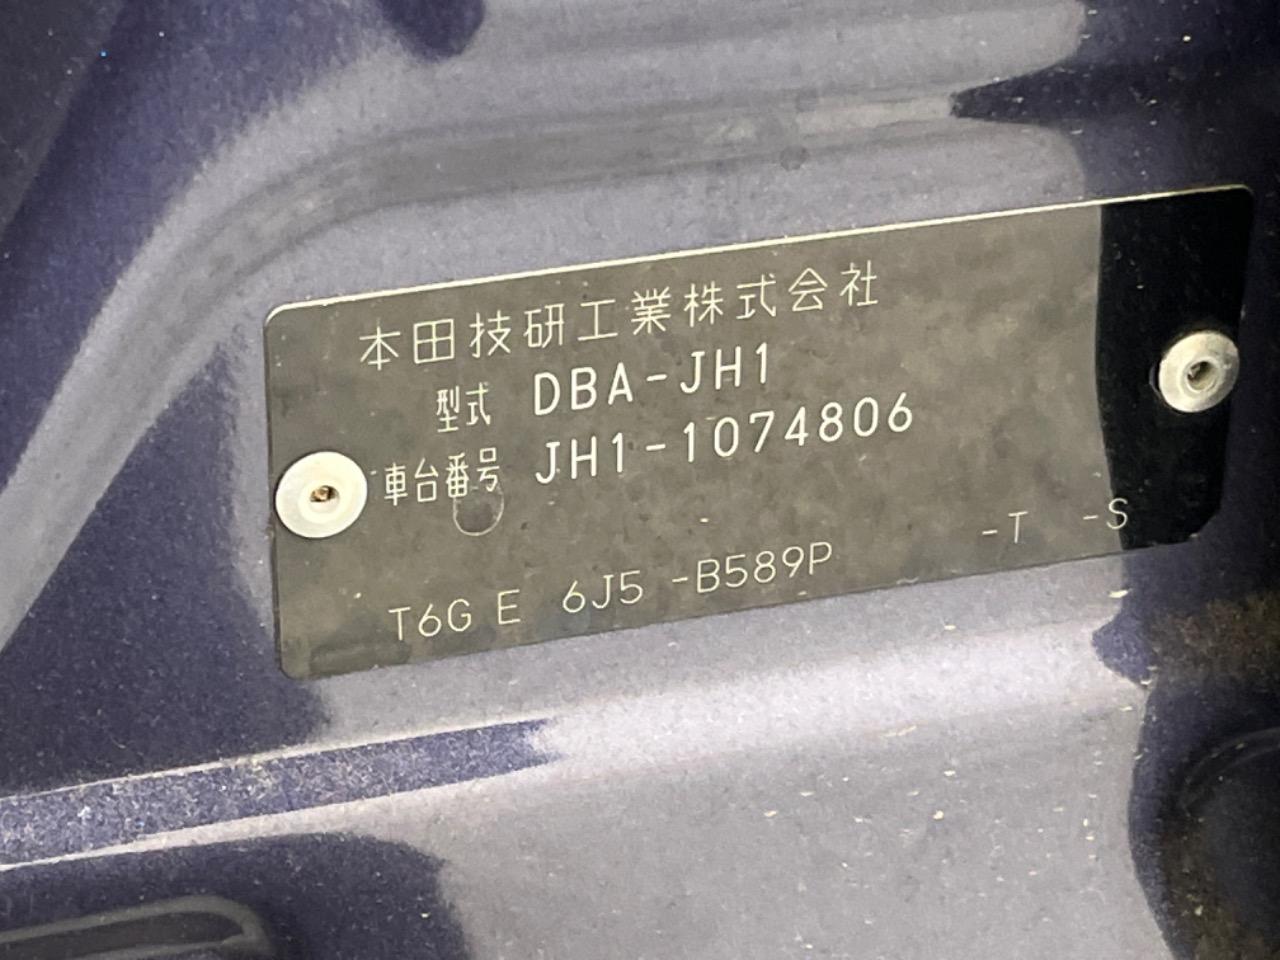 本田技研工業株式会社
型式 DBA-JH1
車台番号 JH1-1074806
T6G E 6J5 -B589P -T -S